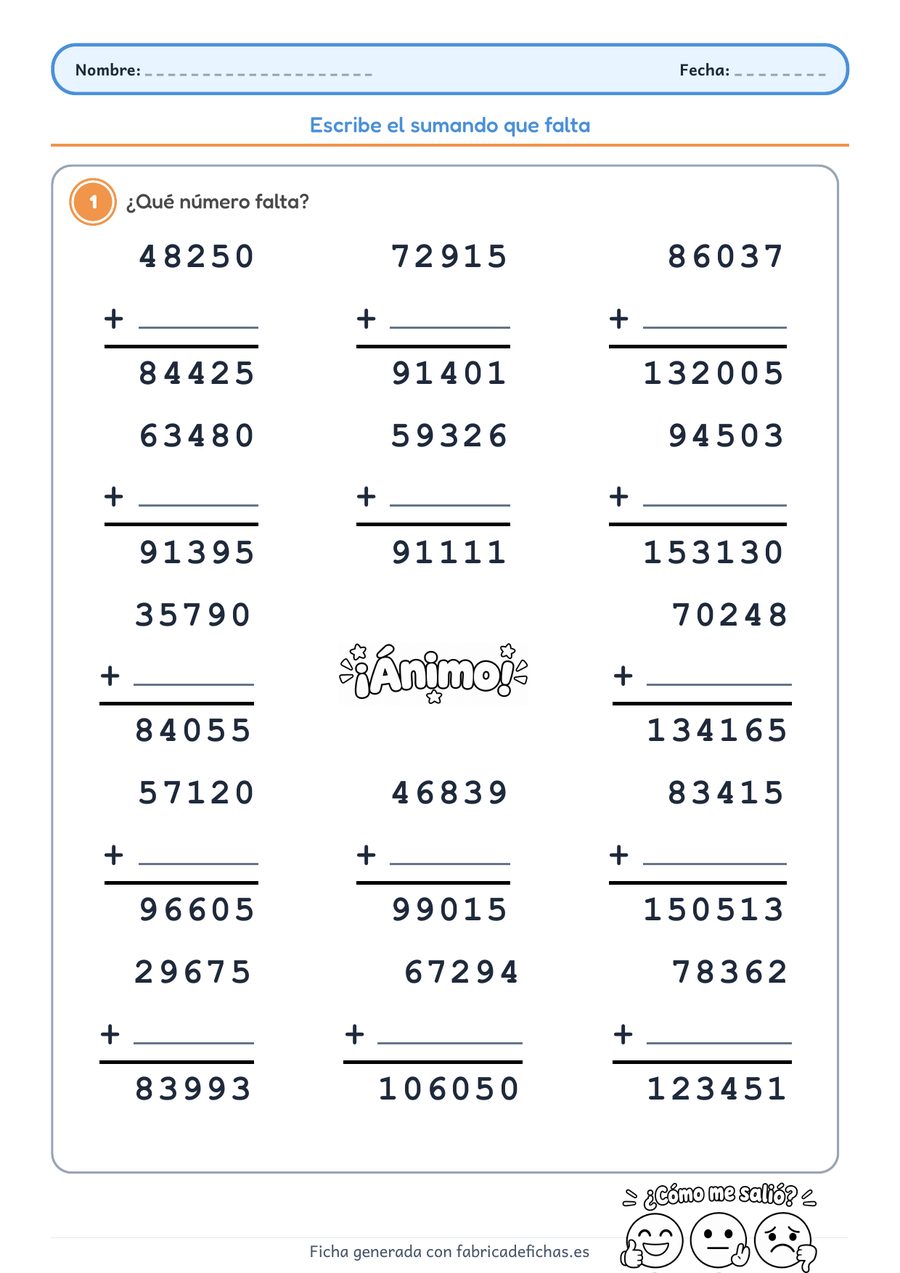 Nombre: Fecha:
Escribe el sumando que falta
1 ¿Qué número falta?
48250 72915 86037
+ + +
84425 91401 132005
63480 59326 94503
+ + +
91395 91111 153130
35790 70248
¡Ánimo!
+ +
84055 134165
57120 46839 83415
+ + +
96605 99015 150513
29675 67294 78362
+ + +
83993 106050 123451
¿Cómo me salió?
Ficha generada con fabricadefichas.es